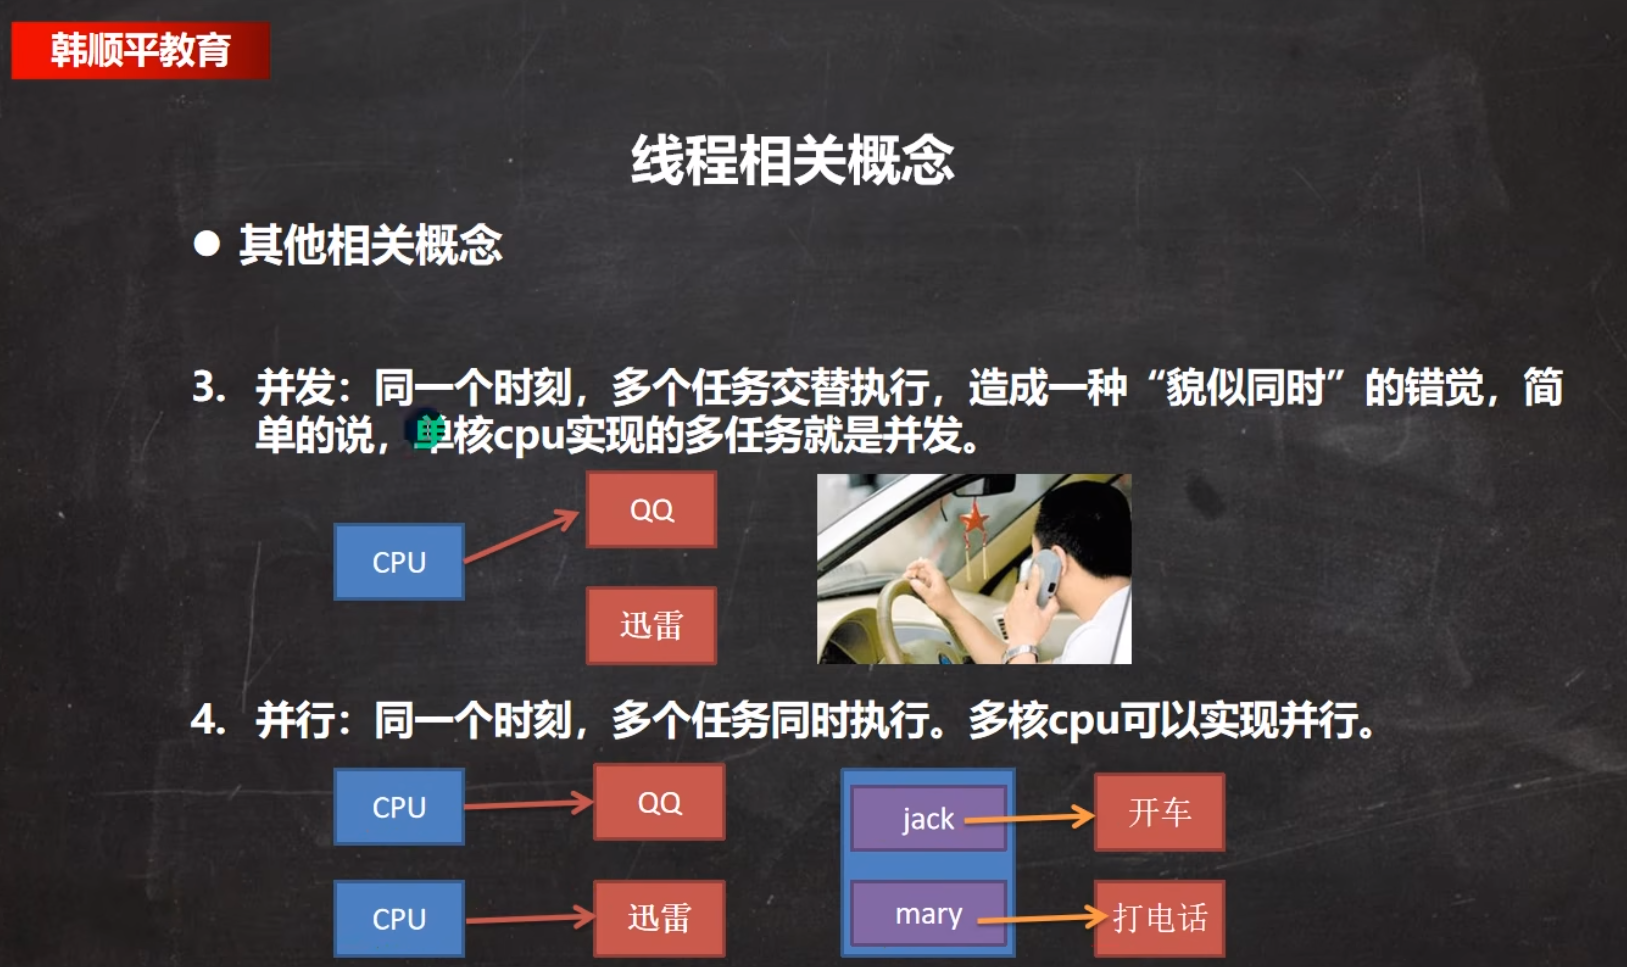 韩顺平教育
线程相关概念
● 其他相关概念
3. 并发：同一个时刻，多个任务交替执行，造成一种“貌似同时”的错觉，简
单的说，单核cpu实现的多任务就是并发。
QQ
CPU
迅雷
4. 并行：同一个时刻，多个任务同时执行。多核cpu可以实现并行。
CPU
QQ
jack
开车
CPU
迅雷
mary
打电话